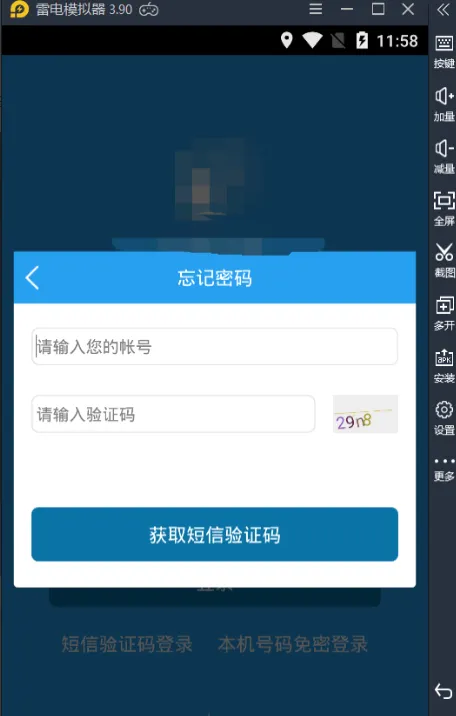 雷电模拟器 3.90
11:58
按键
加量
减量
全屏
截图
多开
APK
安装
设置
更多
忘记密码
请输入您的帐号
请输入验证码
29n8
获取短信验证码
短信验证码登录
本机号码免密登录